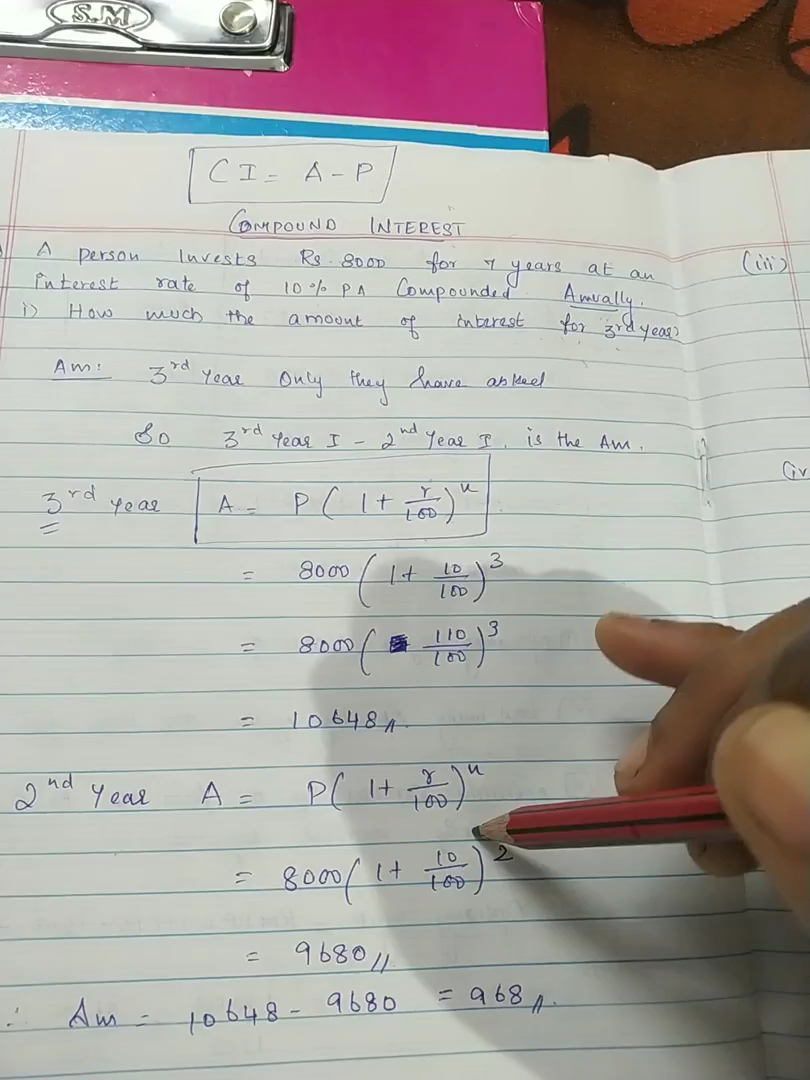 S.M
CI = A - P
COMPOUND INTEREST
A person Invests Rs. 8000 for 7 years at an
interest rate of 10% PA Compounded Annually.
i) How much the amount of interest for 3rd year?
Ans: 3rd Year Only they have asked
So 3rd Year I - 2nd Year I. is the Ans.
3rd Year A = P ( 1 + r/100 )^n
= 8000 ( 1 + 10/100 )^3
= 8000 ( 110/100 )^3
= 10648 //.
2nd Year A = P ( 1 + r/100 )^n
= 8000 ( 1 + 10/100 )^2
= 9680 //
∴ Ans = 10648 - 9680 = 968 //.
(iii)
(iv